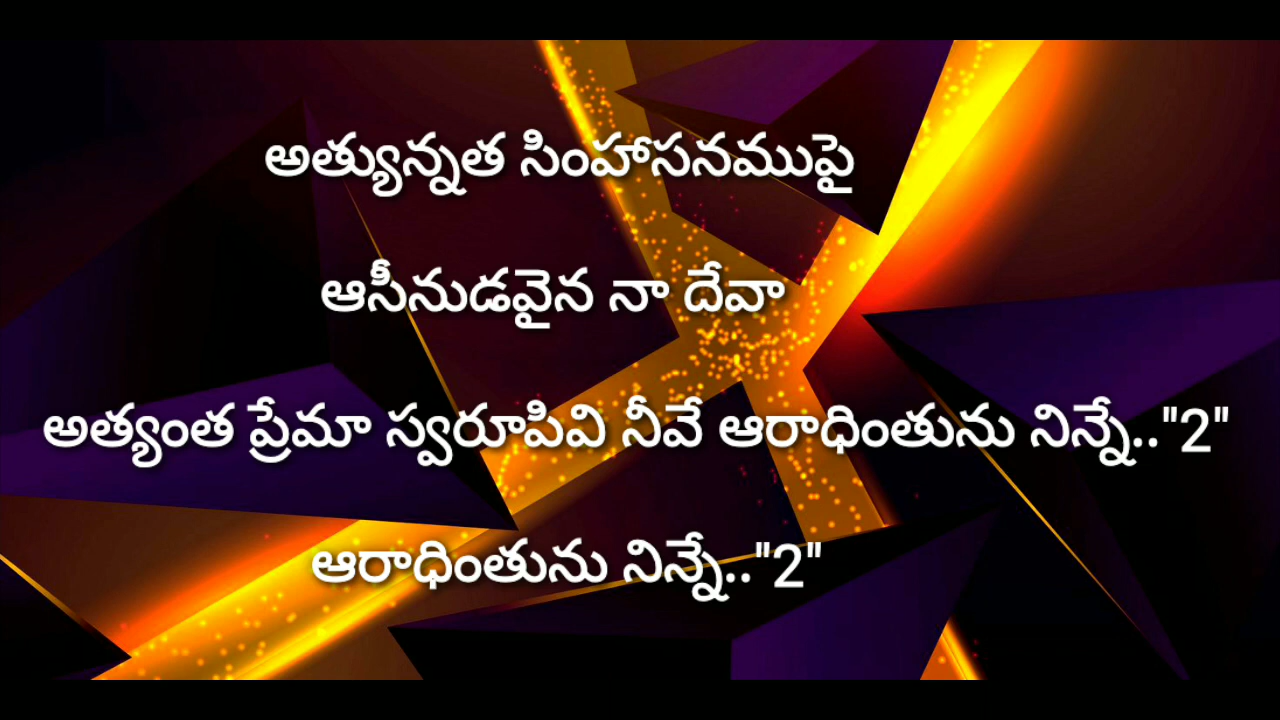 అత్యున్నత సింహాసనముపై
ఆసీనుడవైన నా దేవా
అత్యంత ప్రేమా స్వరూపివి నీవే ఆరాధింతును నిన్నే.."2"
ఆరాధింతును నిన్నే.."2"